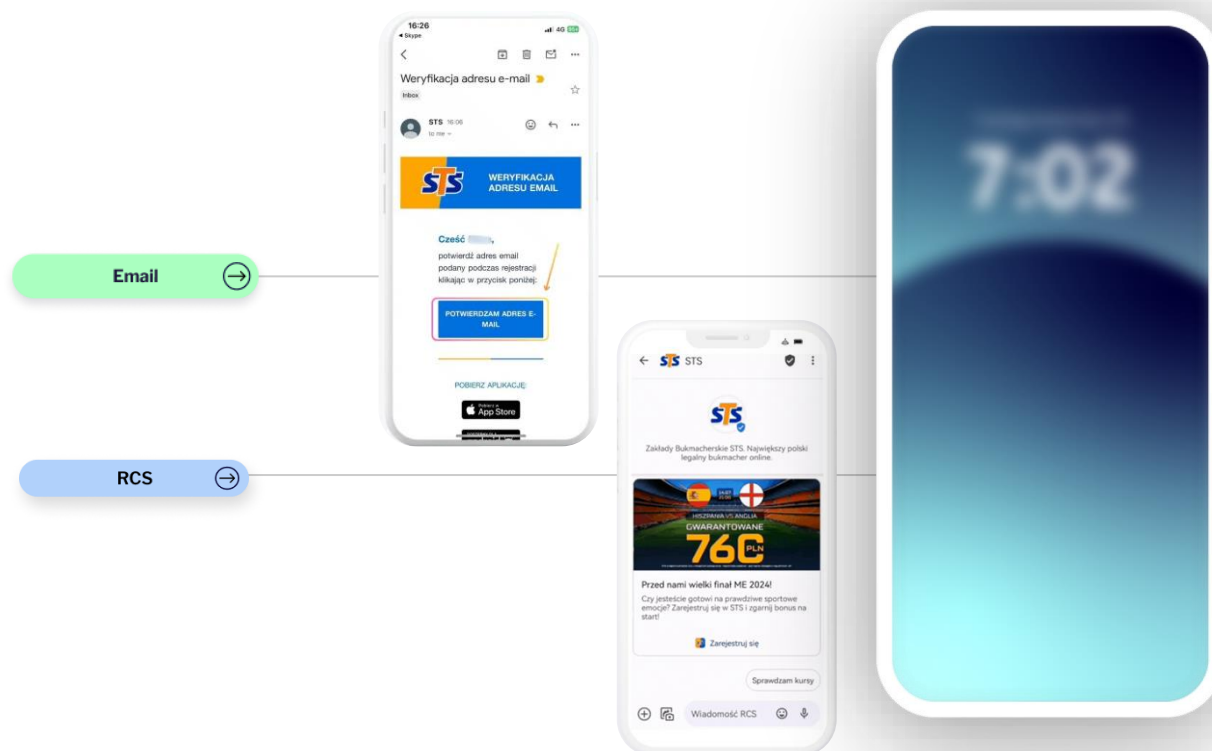 16:26
Skype
4G
Weryfikacja adresu e-mail
Inbox
STS 16:06
to me
STS
WERYFIKACJA
ADRESU EMAIL
Cześć
potwierdź adres email
podany podczas rejestracji
klikając w przycisk poniżej:
POTWIERDZAM ADRES E-
MAIL
POBIERZ APLIKACJĘ:
Pobierz w
App Store
Email
RCS
7:02
STS STS
STS
Zakłady Bukmacherskie STS. Największy polski
legalny bukmacher online.
HISZPANIA VS ANGLIA
GWARANTOWANE
760 PLN
Przed nami wielki finał ME 2024!
Czy jesteście gotowi na prawdziwe sportowe
emocje? Zarejestruj się w STS i zgarnij bonus na
start!
Zarejestruj się
Sprawdzam kursy
Wiadomość RCS